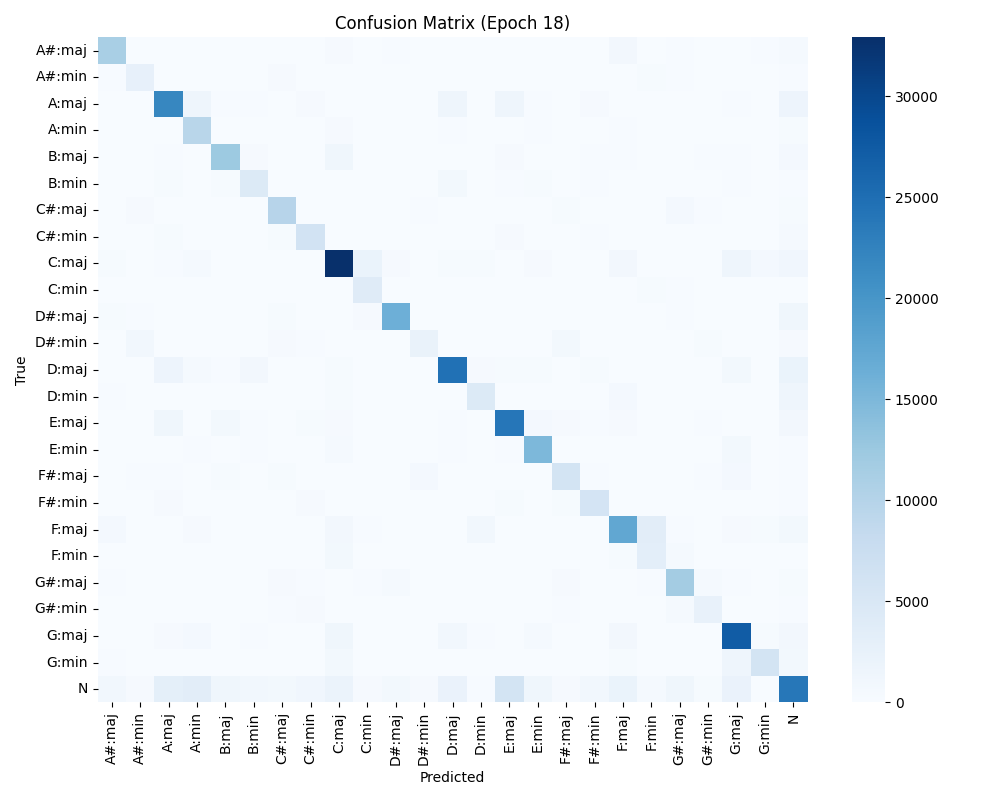 Confusion Matrix (Epoch 18)
True
A#:maj
A#:min
A:maj
A:min
B:maj
B:min
C#:maj
C#:min
C:maj
C:min
D#:maj
D#:min
D:maj
D:min
E:maj
E:min
F#:maj
F#:min
F:maj
F:min
G#:maj
G#:min
G:maj
G:min
N
A#:maj
A#:min
A:maj
A:min
B:maj
B:min
C#:maj
C#:min
C:maj
C:min
D#:maj
D#:min
D:maj
D:min
E:maj
E:min
F#:maj
F#:min
F:maj
F:min
G#:maj
G#:min
G:maj
G:min
N
Predicted
30000
25000
20000
15000
10000
5000
0